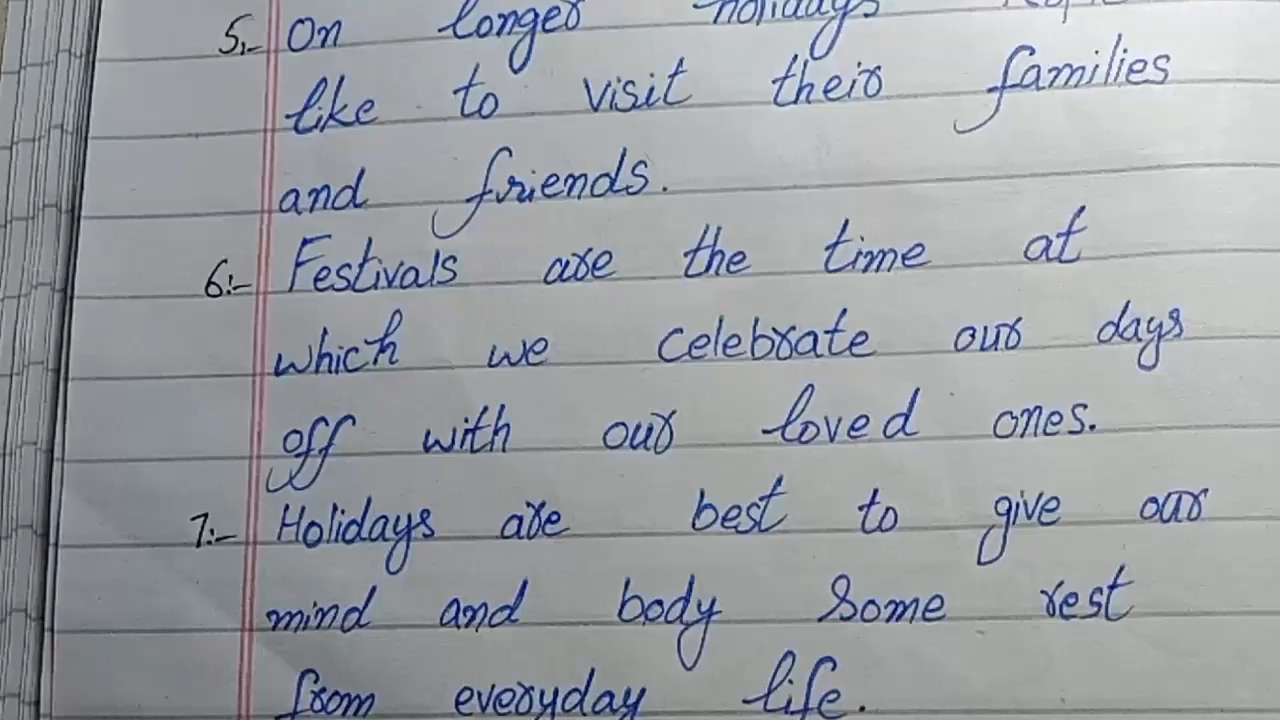 5:- On longer holidays
like to visit their families
and friends.
6:- Festivals are the time at
which we celebrate our days
off with our loved ones.
7:- Holidays are best to give our
mind and body some rest
from everyday life.